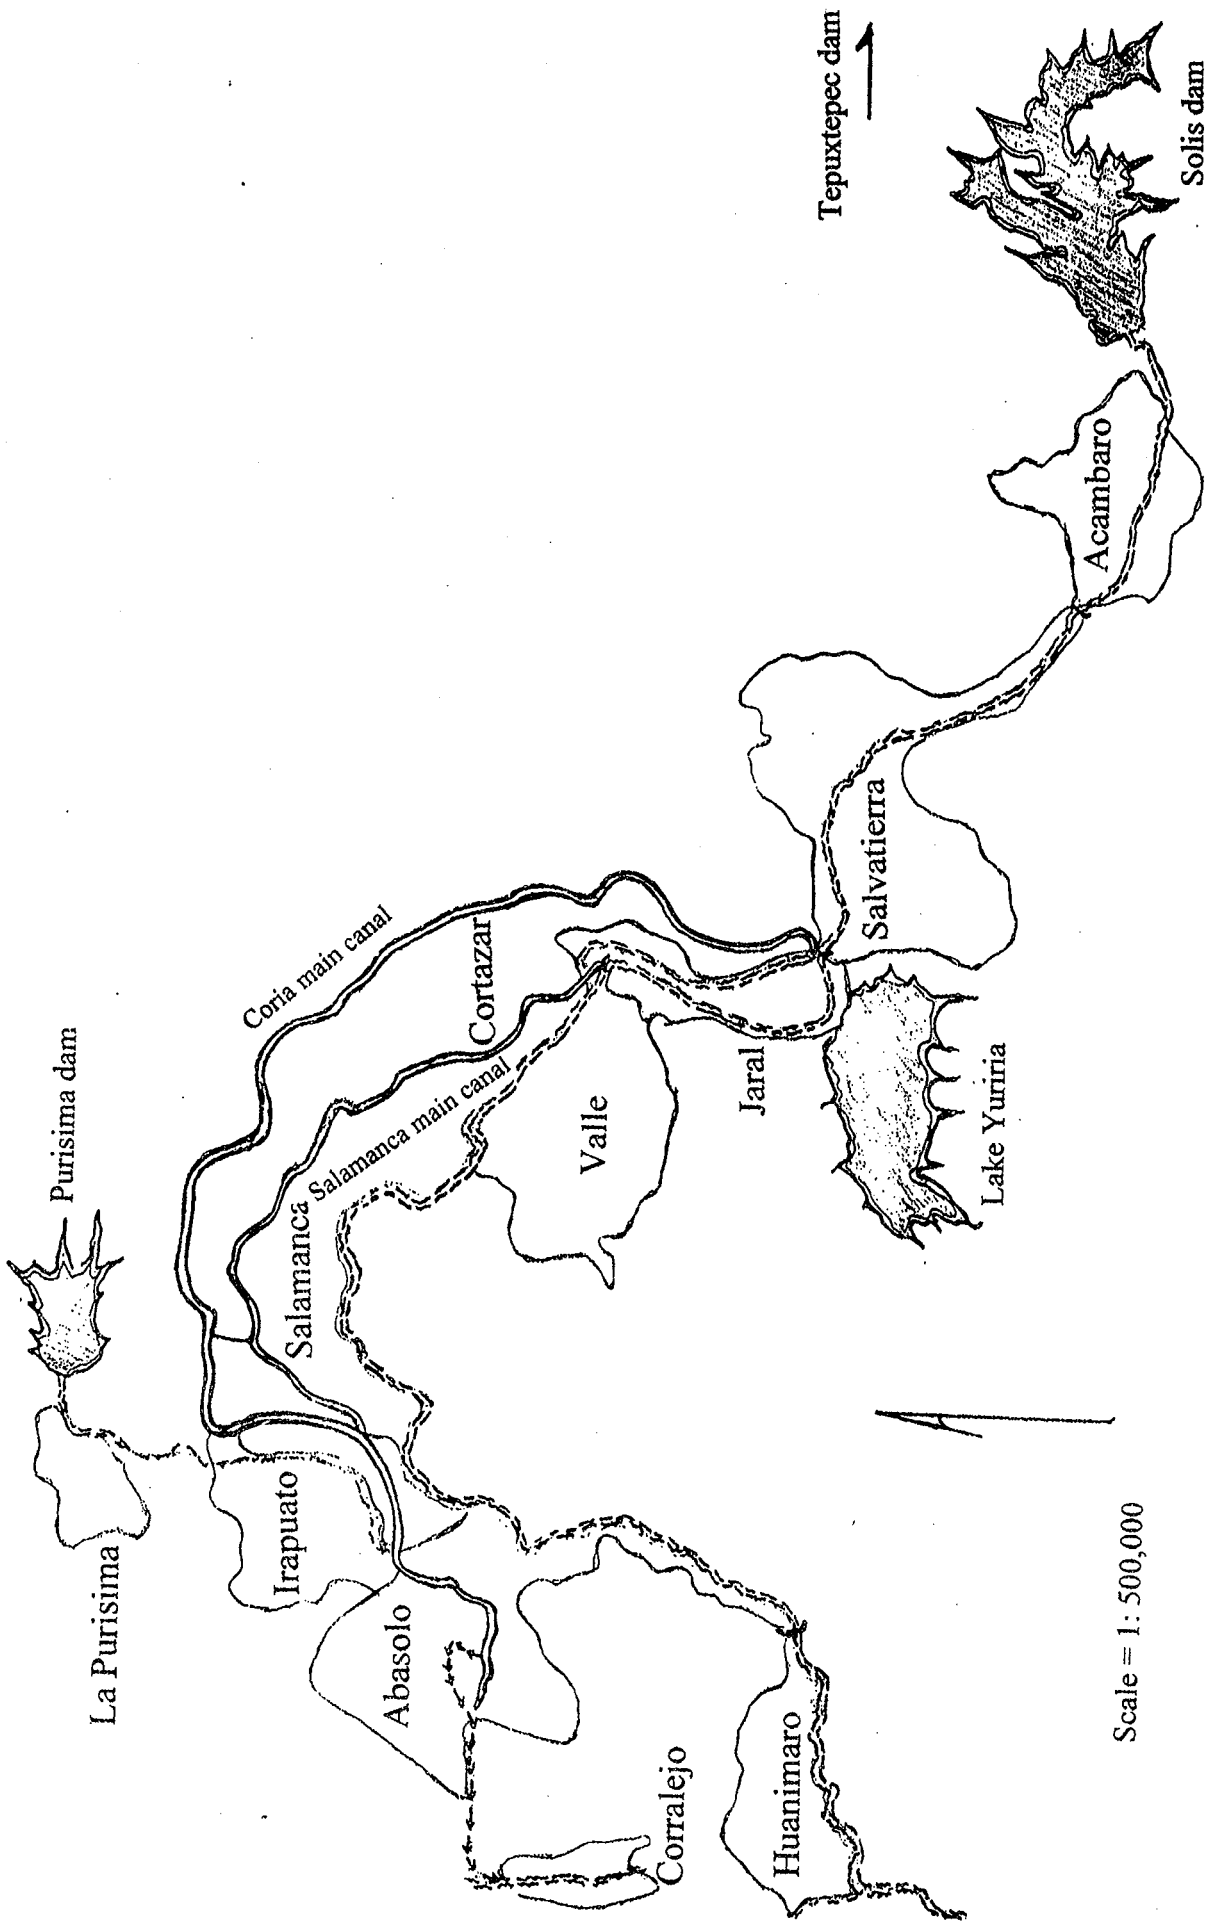 La Purisima
Purisima dam
Irapuato
Coria main canal
Abasolo
Salamanca
Salamanca main canal
Cortazar
Corralejo
Valle
Huanimaro
Jaral
Salvatierra
Lake Yuriria
Tepuxtepec dam
Acambaro
Solis dam
Scale = 1: 500,000